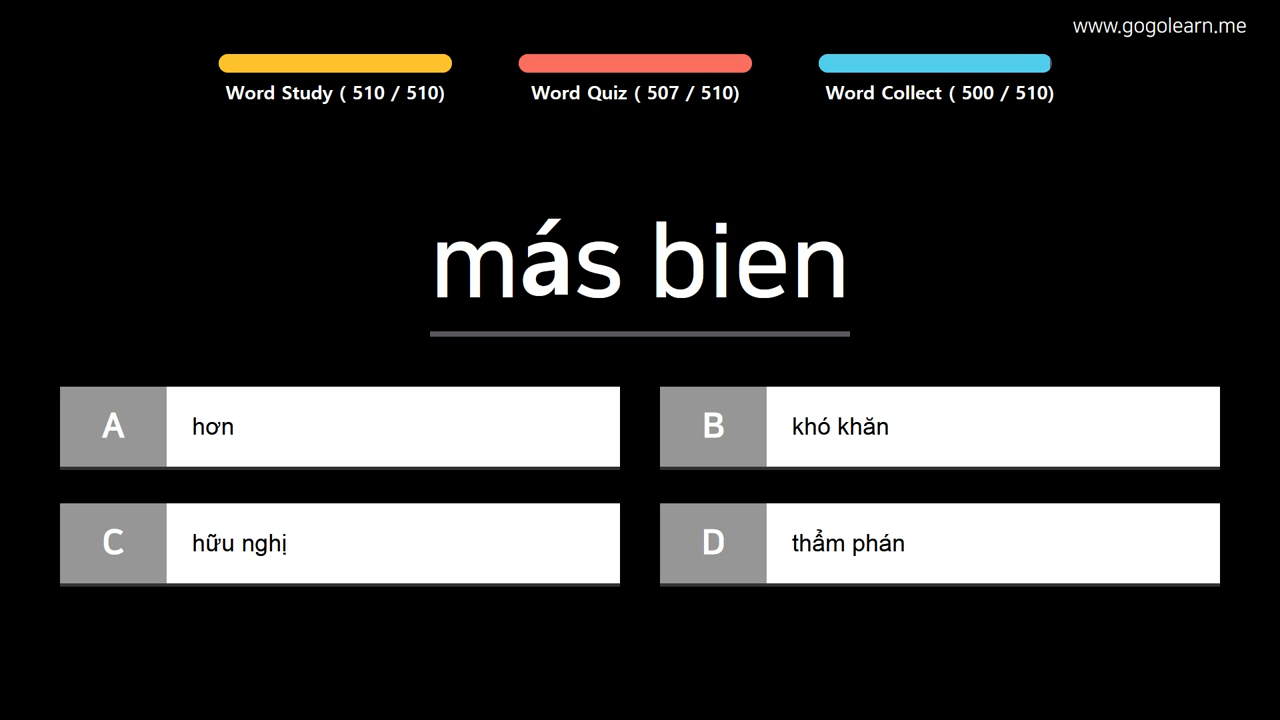 www.gogolearn.me
Word Study ( 510 / 510)
Word Quiz ( 507 / 510)
Word Collect ( 500 / 510)
más bien
A
hơn
B
khó khăn
C
hữu nghị
D
thẩm phán